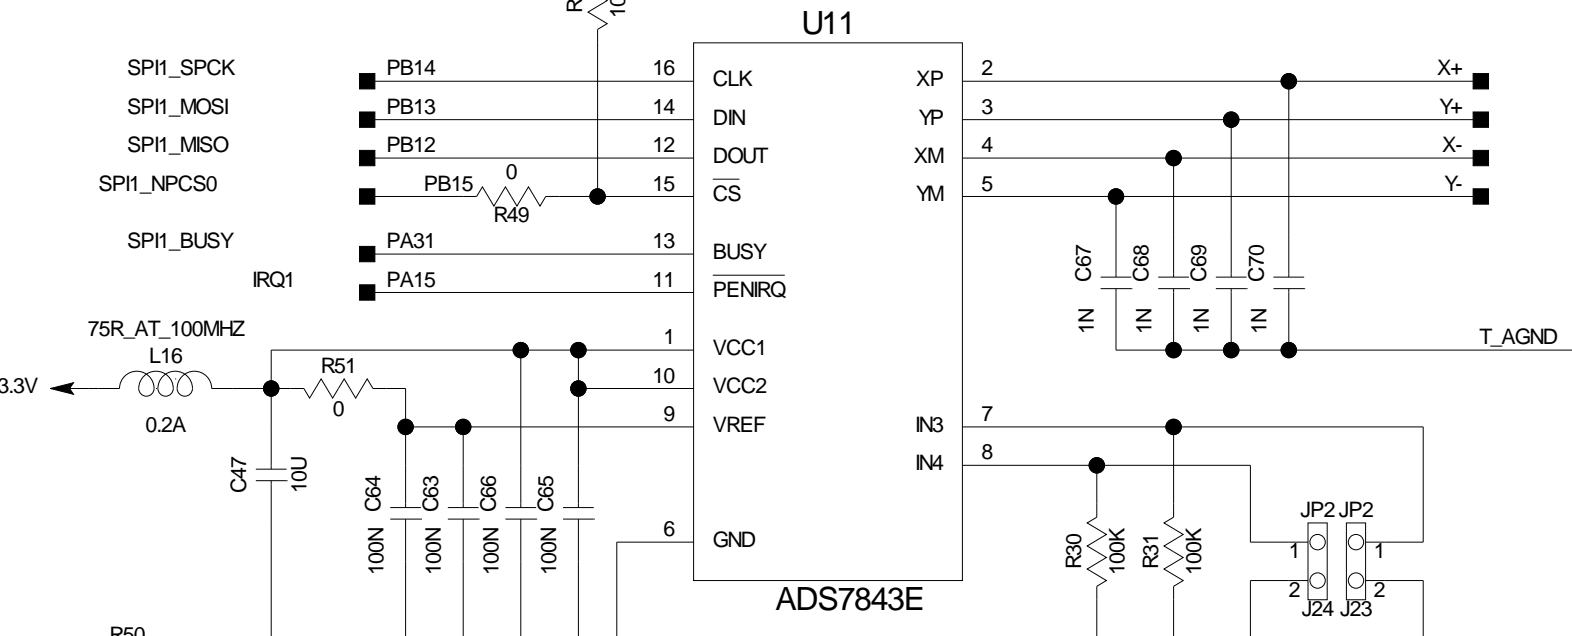 U11
SPI1_SPCK PB14 16 CLK XP 2 X+
SPI1_MOSI PB13 14 DIN YP 3 Y+
SPI1_MISO PB12 12 DOUT XM 4 X-
SPI1_NPCS0 PB15 0 R49 15 CS YM 5 Y-
SPI1_BUSY PA31 13 BUSY
IRQ1 PA15 11 PENIRQ
C67 C68 C69 C70
1N 1N 1N 1N
T_AGND
75R_AT_100MHZ
L16
3.3V
0.2A
R51
0
1 VCC1
10 VCC2
9 VREF
IN3 7
IN4 8
C47 10U
C64 C63 C66 C65
100N 100N 100N 100N
6 GND
R30 100K
R31 100K
JP2 JP2
1 1
2 2
J24 J23
ADS7843E
R50